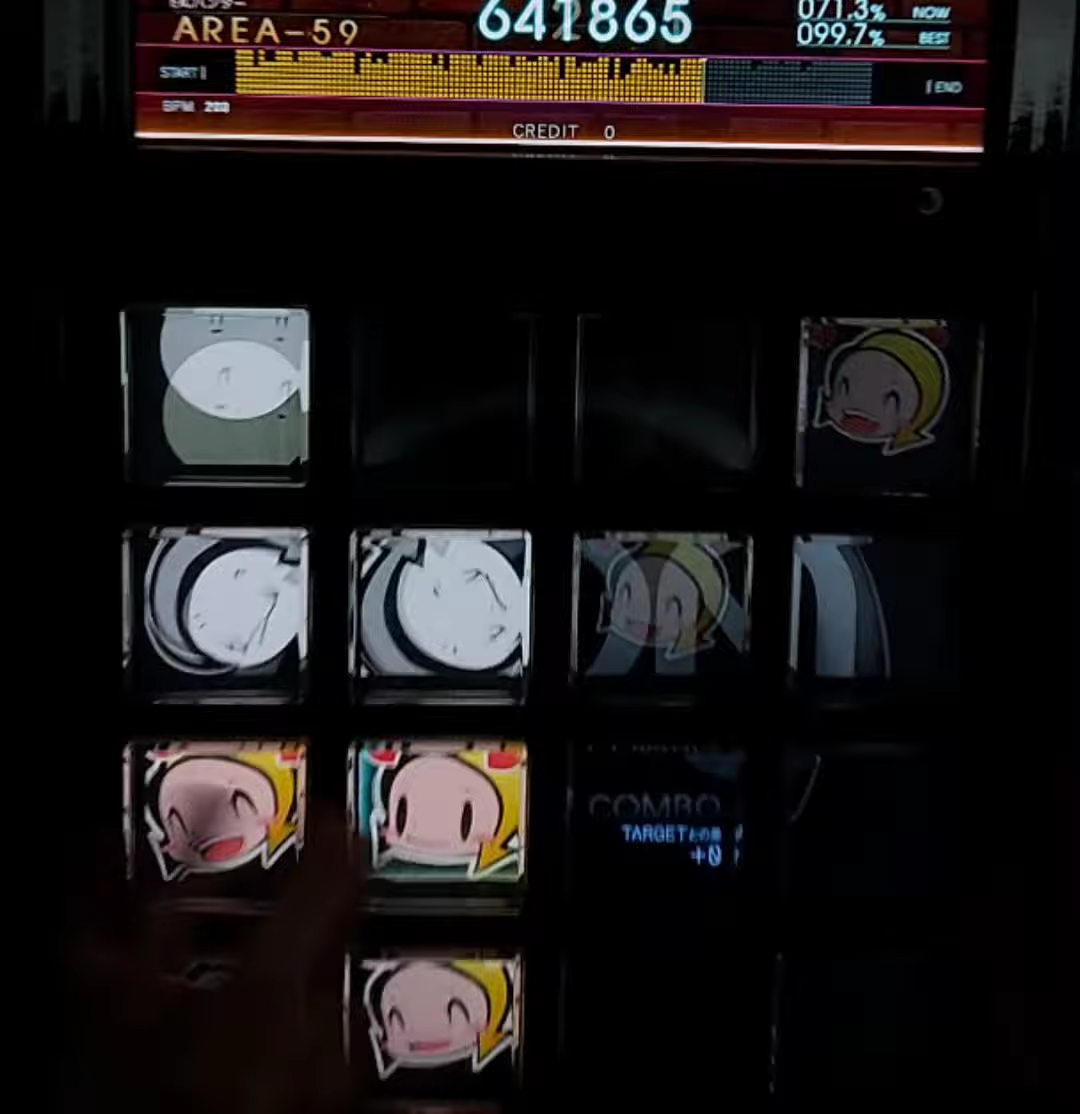 AREA-59
641865
071.3% NOW
099.7% BEST
START
END
BPM 200
CREDIT 0
COMBO
TARGETとの差
+0